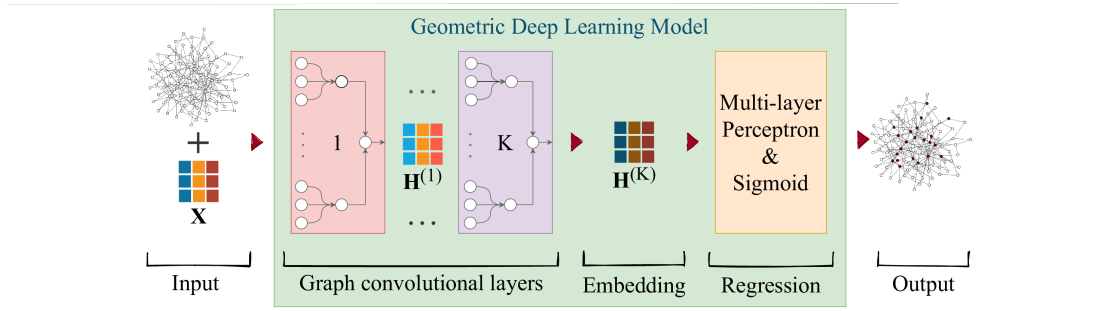 Geometric Deep Learning Model
+
X
1
. . .
H(1)
. . .
K
H(K)
Multi-layer
Perceptron
&
Sigmoid
Input
Graph convolutional layers
Embedding
Regression
Output